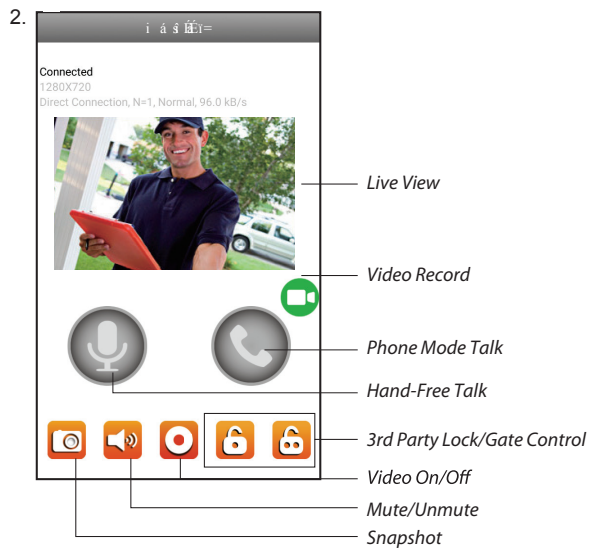 2.
Connected
1280X720
Direct Connection, N=1, Normal, 96.0 kB/s
Live View
Video Record
Phone Mode Talk
Hand-Free Talk
3rd Party Lock/Gate Control
Video On/Off
Mute/Unmute
Snapshot